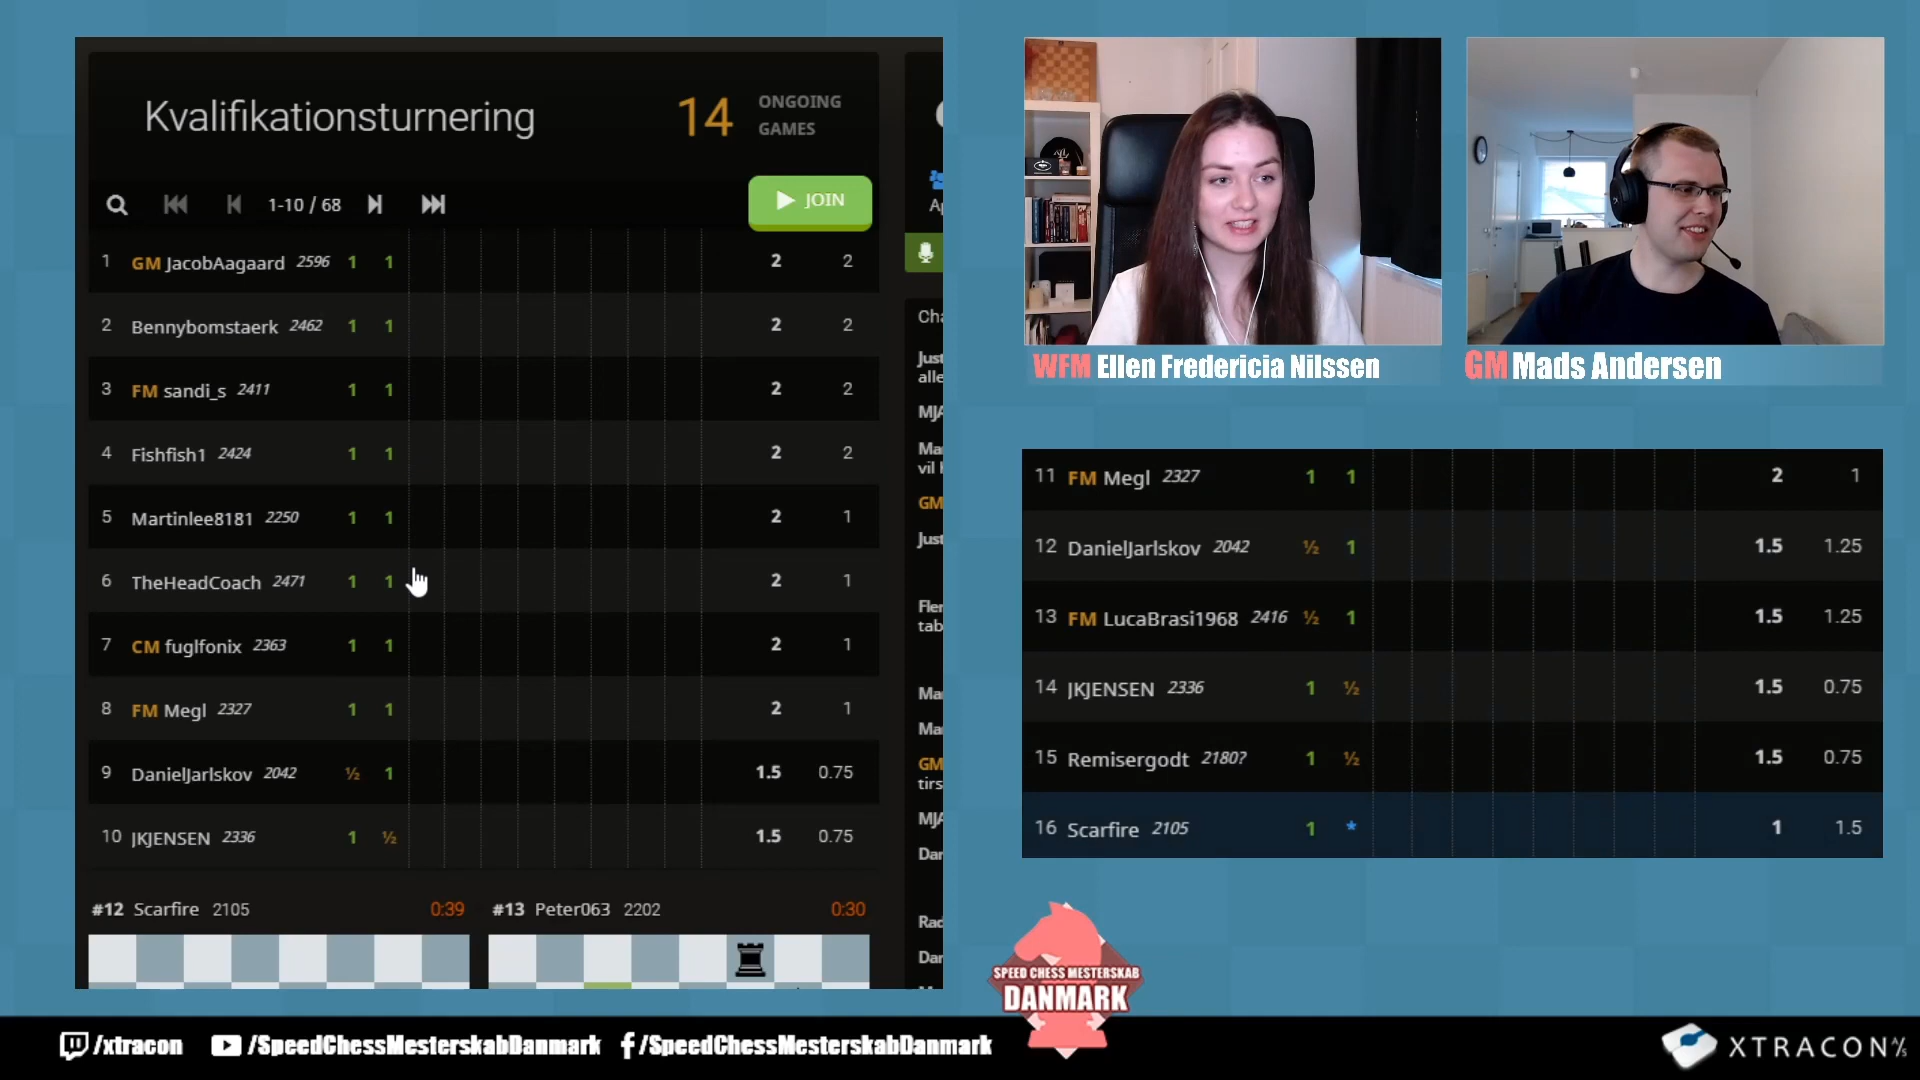 Kvalifikationsturnering
14
ONGOING
GAMES
1-10 / 68
JOIN
1 GM JacobAagaard 2596 1 1 2 2
2 Bennybomstaerk 2462 1 1 2 2
3 FM sandi_s 2411 1 1 2 2
4 Fishfish1 2424 1 1 2 2
5 Martinlee8181 2250 1 1 2 1
6 TheHeadCoach 2471 1 1 2 1
7 CM fuglfonix 2363 1 1 2 1
8 FM Megl 2327 1 1 2 1
9 DanielJarlskov 2042 ½ 1 1.5 0.75
10 JKJENSEN 2336 1 ½ 1.5 0.75
#12 Scarfire 2105 0:39
#13 Peter063 2202 0:30
GM
GM
WFM Ellen Fredericia Nilssen
GM Mads Andersen
11 FM Megl 2327 1 1 2 1
12 DanielJarlskov 2042 ½ 1 1.5 1.25
13 FM LucaBrasi1968 2416 ½ 1 1.5 1.25
14 JKJENSEN 2336 1 ½ 1.5 0.75
15 Remisergodt 2180? 1 ½ 1.5 0.75
16 Scarfire 2105 1 * 1 1.5
SPEED CHESS MESTERSKAB
DANMARK
/xtracon
/SpeedChessMesterskabDanmark
/SpeedChessMesterskabDanmark
XTRACON A/S